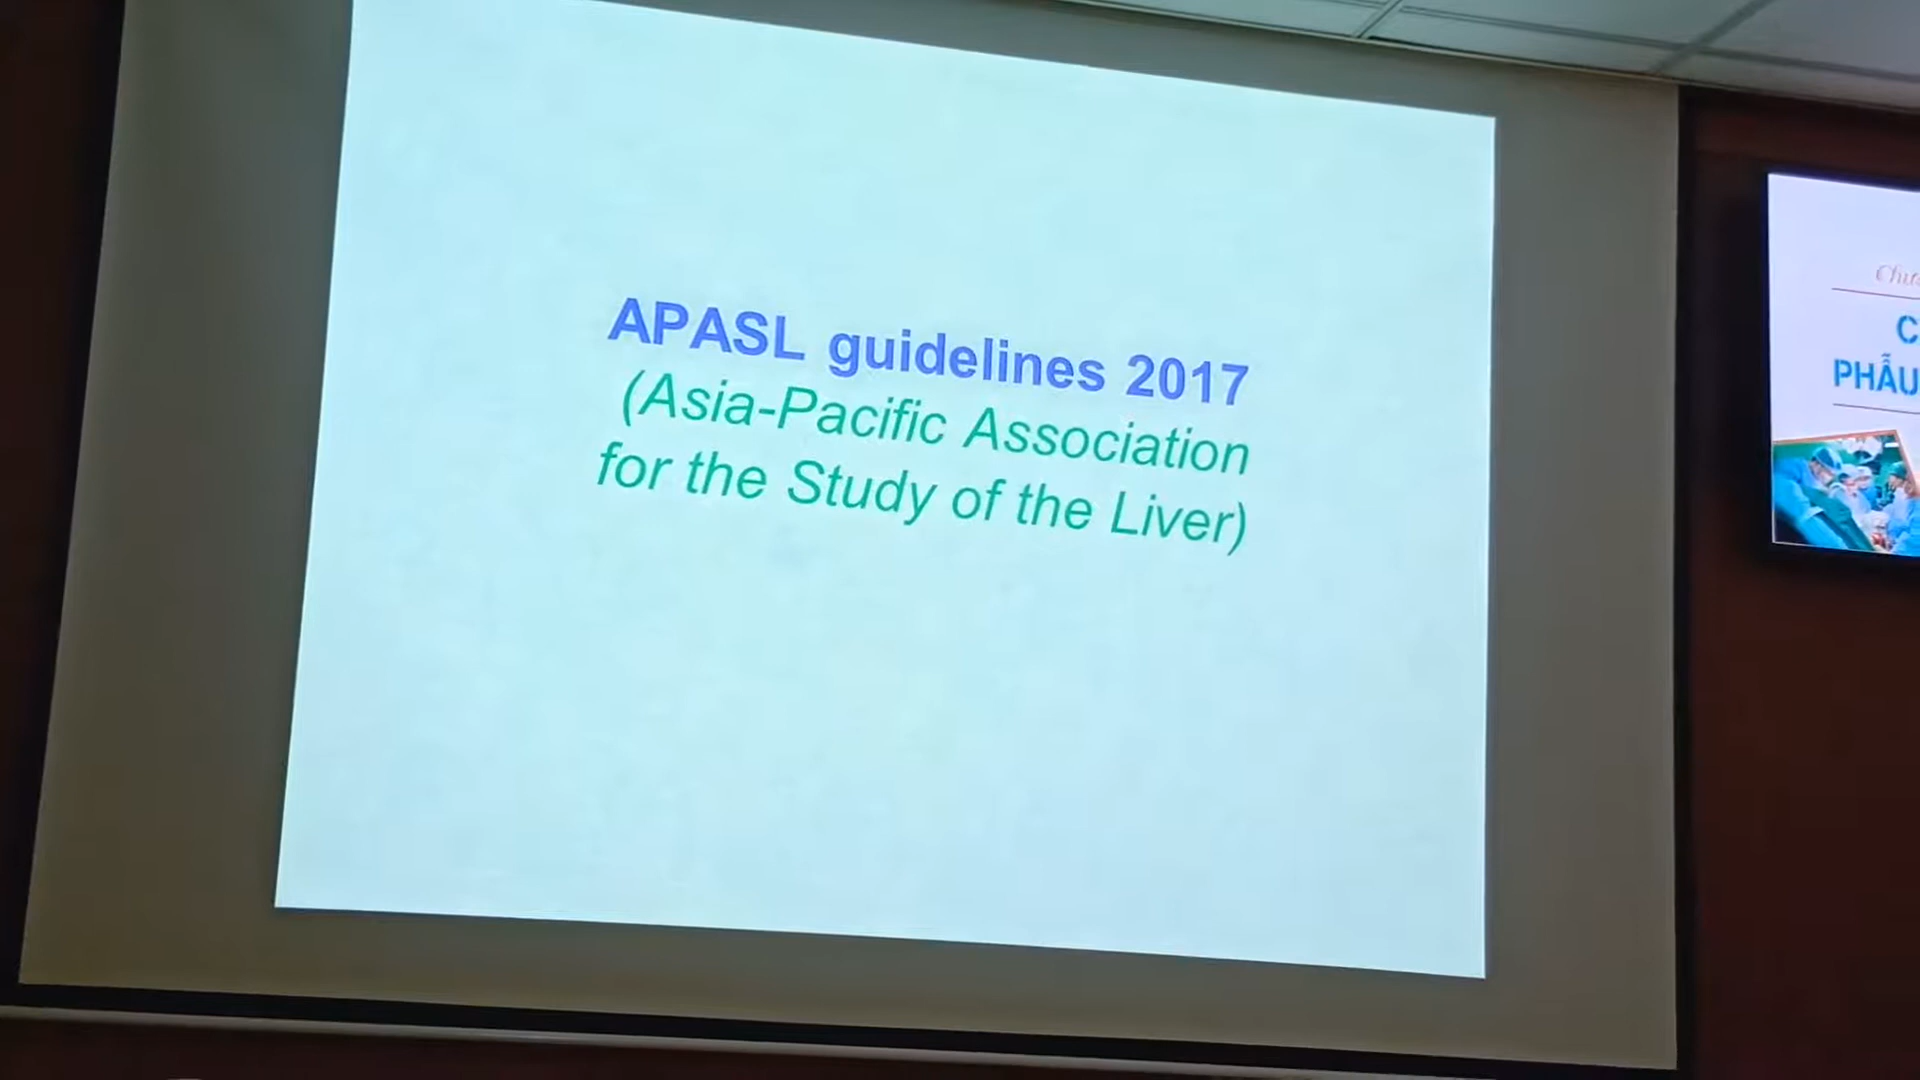 APASL guidelines 2017
(Asia-Pacific Association
for the Study of the Liver)
PHẪU